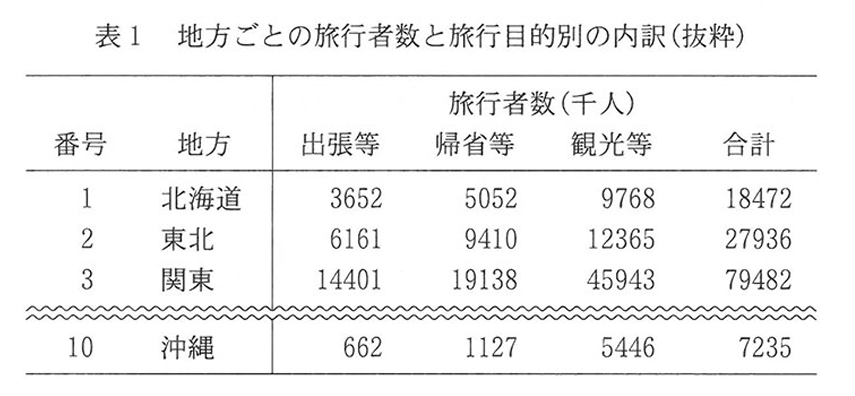 表1 地方ごとの旅行者数と旅行目的別の内訳(抜粋)
旅行者数(千人)
番号 地方 出張等 帰省等 観光等 合計
1 北海道 3652 5052 9768 18472
2 東北 6161 9410 12365 27936
3 関東 14401 19138 45943 79482
10 沖縄 662 1127 5446 7235